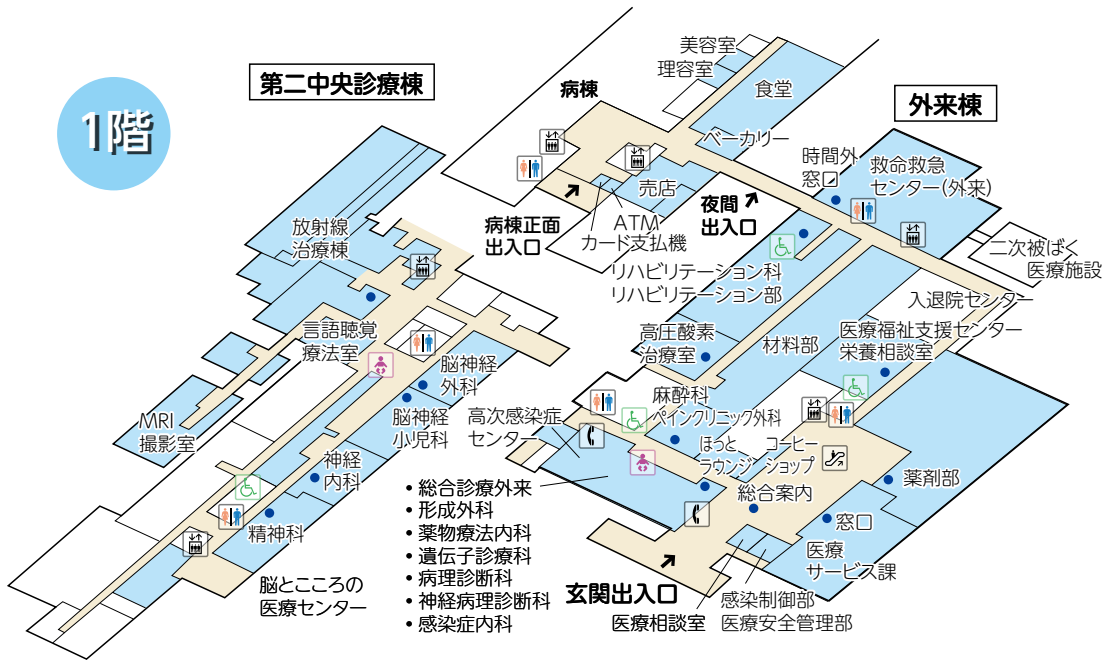 1階
第二中央診療棟
病棟
外来棟
美容室
理容室
食堂
ベーカリー
時間外
窓口
救命救急
センター(外来)
売店
夜間
出入口
病棟正面
出入口
ATM
カード支払機
放射線
治療棟
リハビリテーション科
リハビリテーション部
二次被ばく
医療施設
入退院センター
医療福祉支援センター
栄養相談室
高圧酸素
治療室
材料部
言語聴覚
療法室
脳神経
外科
脳神経
小児科
麻酔科
ペインクリニック外科
高次感染症
センター
MRI
撮影室
神経
内科
ほっと
ラウンジ
コーヒー
ショップ
総合案内
薬剤部
窓口
精神科
医療
サービス課
• 総合診療外来
• 形成外科
• 薬物療法内科
• 遺伝子診療科
• 病理診断科
• 神経病理診断科
• 感染症内科
脳とこころの
医療センター
玄関出入口
医療相談室
感染制御部
医療安全管理部